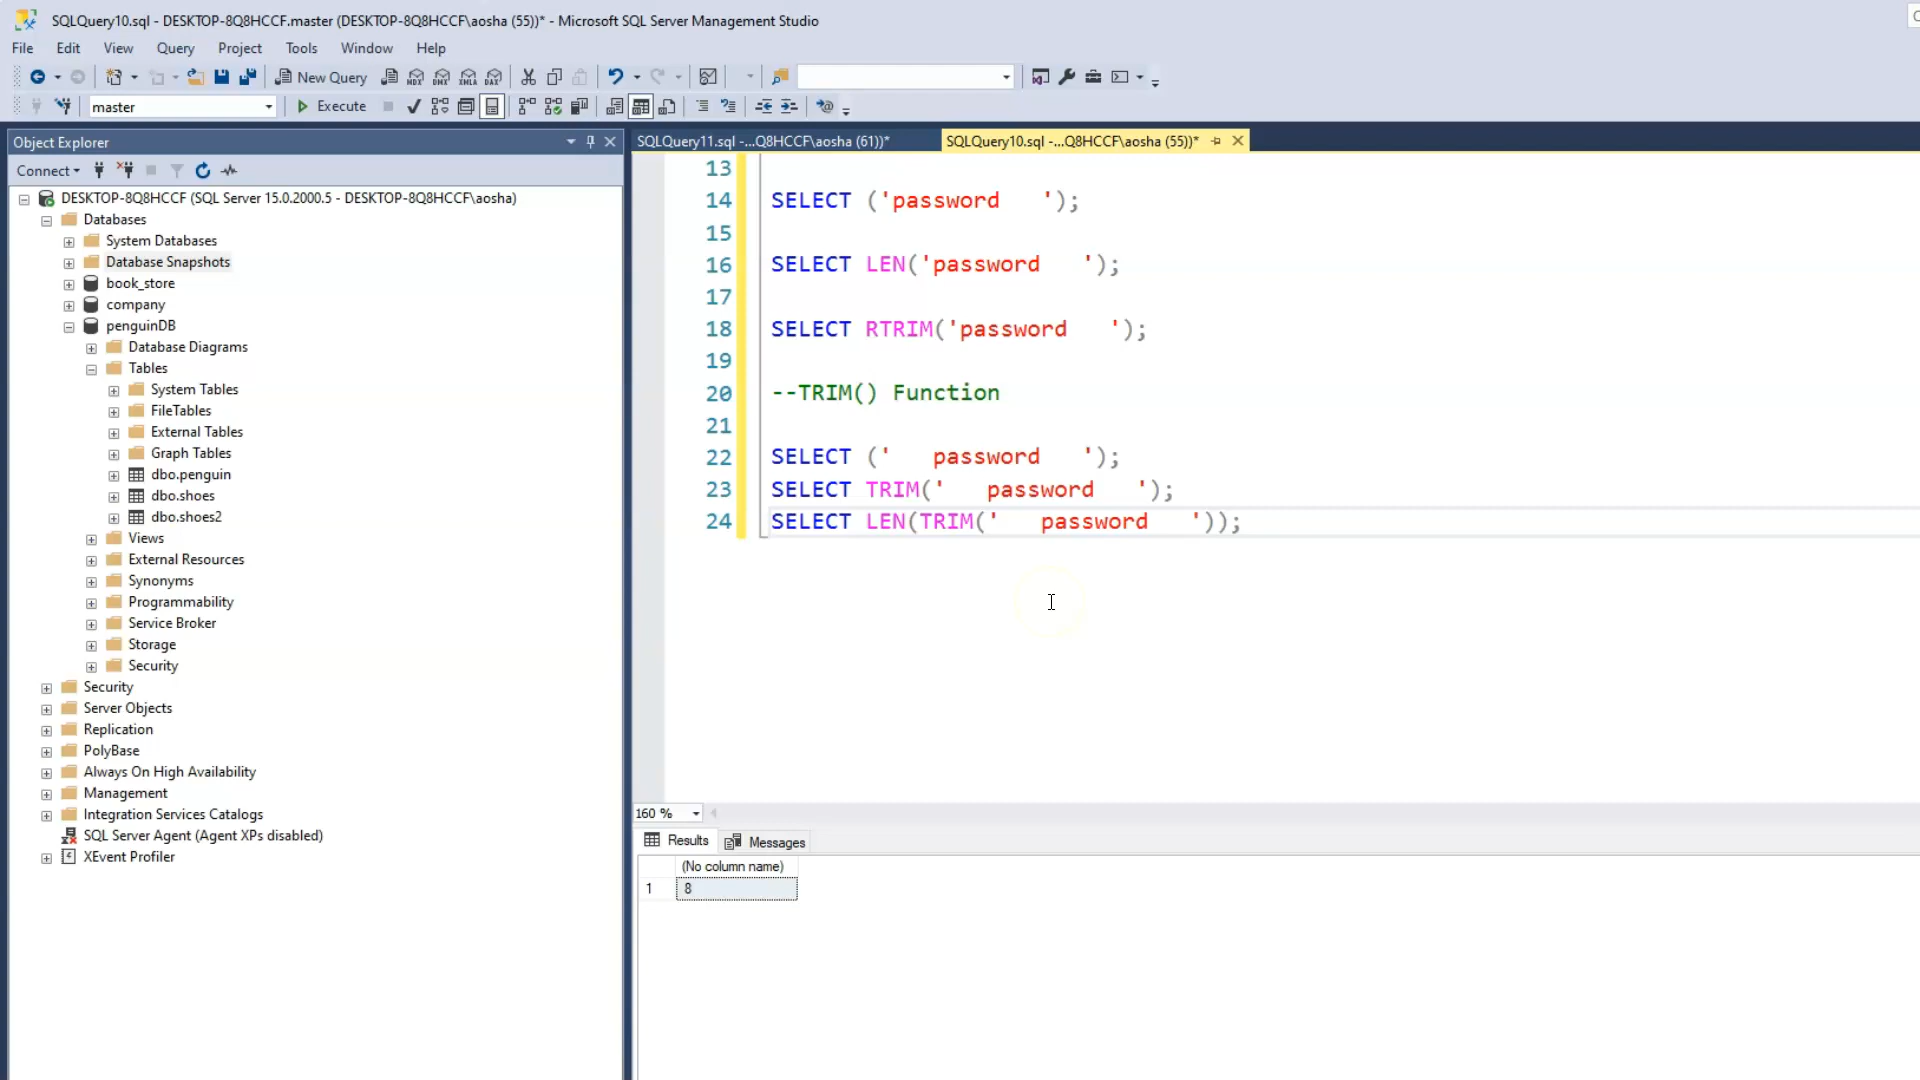 SQLQuery10.sql - DESKTOP-8Q8HCCF.master (DESKTOP-8Q8HCCF\aosha (55))* - Microsoft SQL Server Management Studio
File Edit View Query Project Tools Window Help
New Query
master Execute
Object Explorer
Connect
DESKTOP-8Q8HCCF (SQL Server 15.0.2000.5 - DESKTOP-8Q8HCCF\aosha)
Databases
System Databases
Database Snapshots
book_store
company
penguinDB
Database Diagrams
Tables
System Tables
FileTables
External Tables
Graph Tables
dbo.penguin
dbo.shoes
dbo.shoes2
Views
External Resources
Synonyms
Programmability
Service Broker
Storage
Security
Security
Server Objects
Replication
PolyBase
Always On High Availability
Management
Integration Services Catalogs
SQL Server Agent (Agent XPs disabled)
XEvent Profiler
SQLQuery11.sql -...Q8HCCF\aosha (61))* SQLQuery10.sql -...Q8HCCF\aosha (55))*
13
14 SELECT ('password   ');
15
16 SELECT LEN('password   ');
17
18 SELECT RTRIM('password   ');
19
20 --TRIM() Function
21
22 SELECT ('   password   ');
23 SELECT TRIM('   password   ');
24 SELECT LEN(TRIM('   password   '));
160 %
Results Messages
(No column name)
1 8